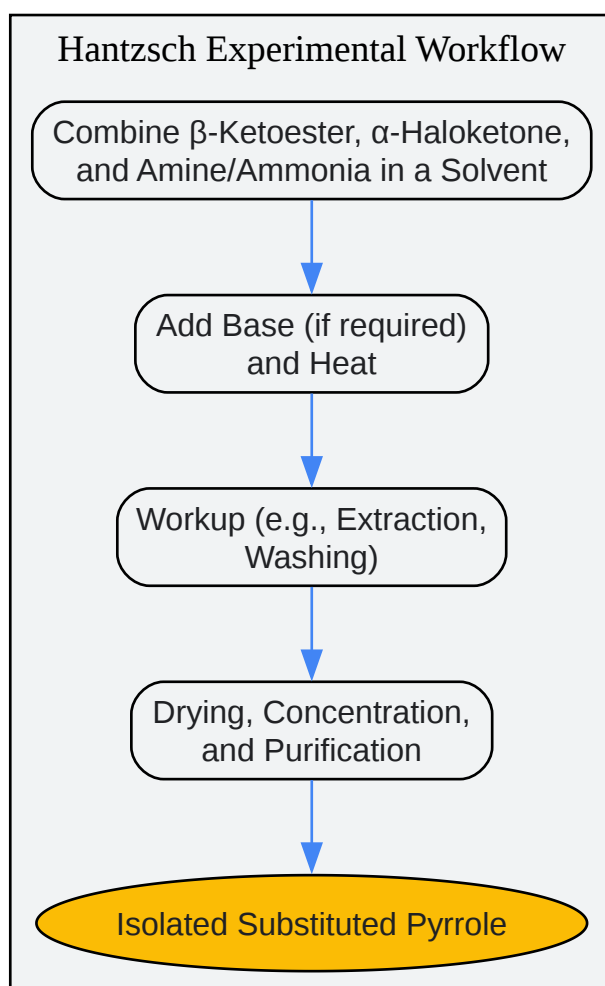 Hantzsch Experimental Workflow
Combine β-Ketoester, α-Haloketone,
and Amine/Ammonia in a Solvent
Add Base (if required)
and Heat
Workup (e.g., Extraction,
Washing)
Drying, Concentration,
and Purification
Isolated Substituted Pyrrole